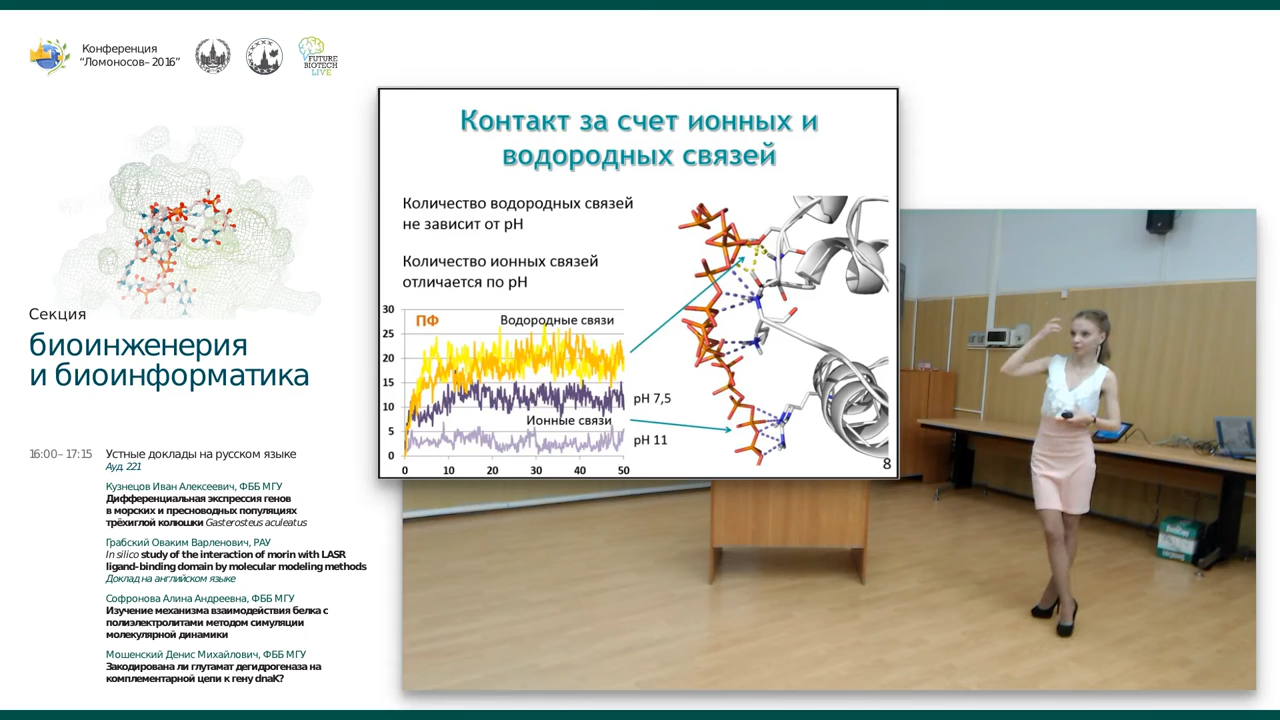 Конференция
“Ломоносов–2016”
FUTURE
BIOTECH
LIVE
Секция
биоинженерия
и биоинформатика
16:00–17:15 Устные доклады на русском языке
Ауд. 221
Кузнецов Иван Алексеевич, ФББ МГУ
Дифференциальная экспрессия генов
в морских и пресноводных популяциях
трёхиглой колюшки Gasterosteus aculeatus
Грабский Оваким Варленович, РАУ
In silico study of the interaction of morin with LASR
ligand-binding domain by molecular modeling methods
Доклад на английском языке
Софронова Алина Андреевна, ФББ МГУ
Изучение механизма взаимодействия белка с
полиэлектролитами методом симуляции
молекулярной динамики
Мошенский Денис Михайлович, ФББ МГУ
Закодирована ли глутамат дегидрогеназа на
комплементарной цепи к гену dnaK?
Контакт за счет ионных и
водородных связей
Количество водородных связей
не зависит от pH
Количество ионных связей
отличается по pH
30
25
20
15
10
5
0
ПФ
Водородные связи
Ионные связи
pH 7,5
pH 11
0 10 20 30 40 50
8